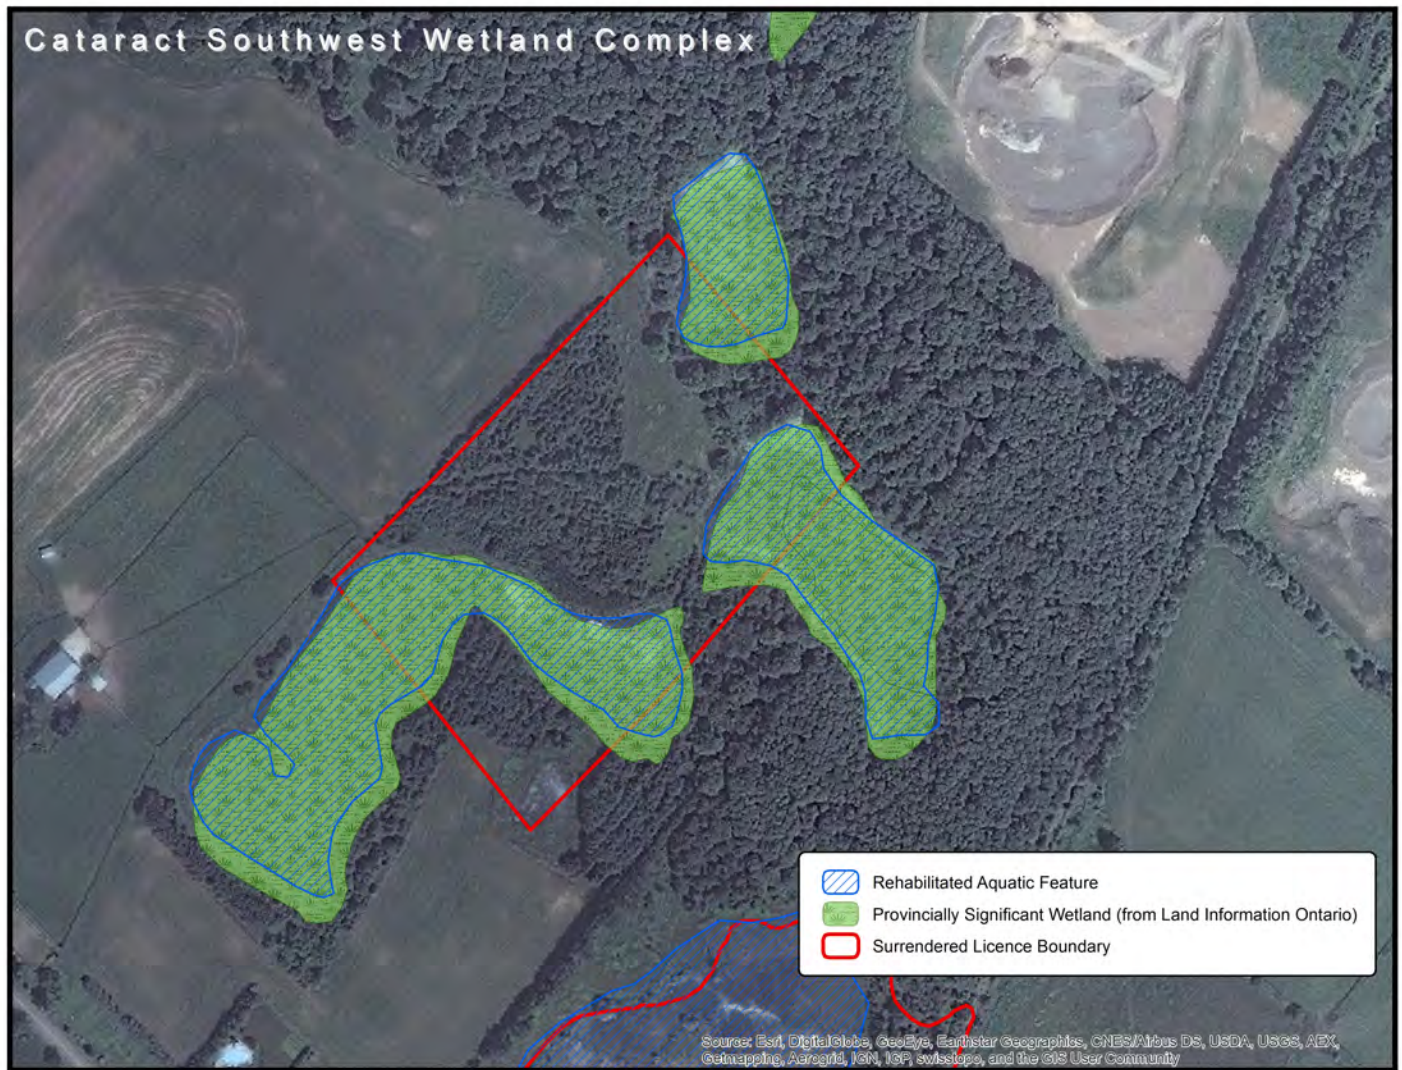 Cataract Southwest Wetland Complex
Rehabilitated Aquatic Feature
Provincially Significant Wetland (from Land Information Ontario)
Surrendered Licence Boundary
Source: Esri, DigitalGlobe, GeoEye, Earthstar Geographics, CNES/Airbus DS, USDA, USGS, AEX,
Getmapping, Aerogrid, IGN, IGP, swisstopo, and the GIS User Community